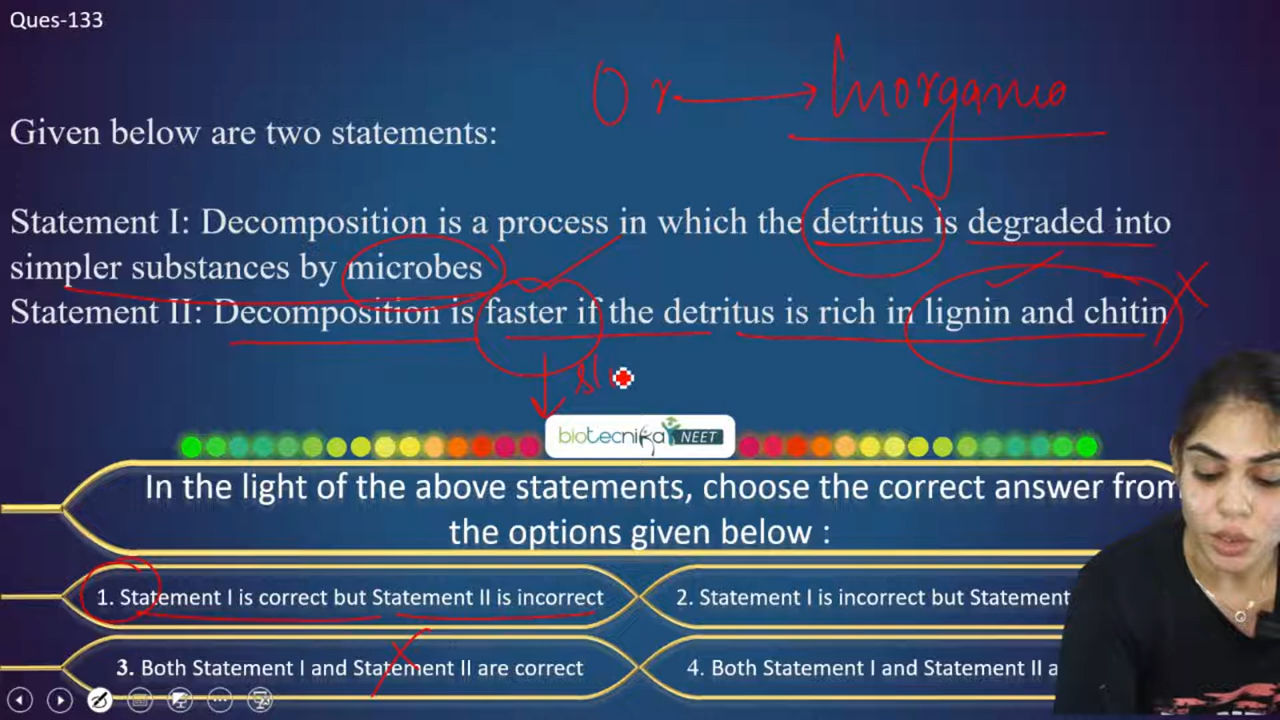 Ques-133
Or → Inorganic
Given below are two statements:
Statement I: Decomposition is a process in which the detritus is degraded into
simpler substances by microbes
Statement II: Decomposition is faster if the detritus is rich in lignin and chitin
biotecnika NEET
In the light of the above statements, choose the correct answer from
the options given below :
1. Statement I is correct but Statement II is incorrect
2. Statement I is incorrect but Statement
3. Both Statement I and Statement II are correct
4. Both Statement I and Statement II a